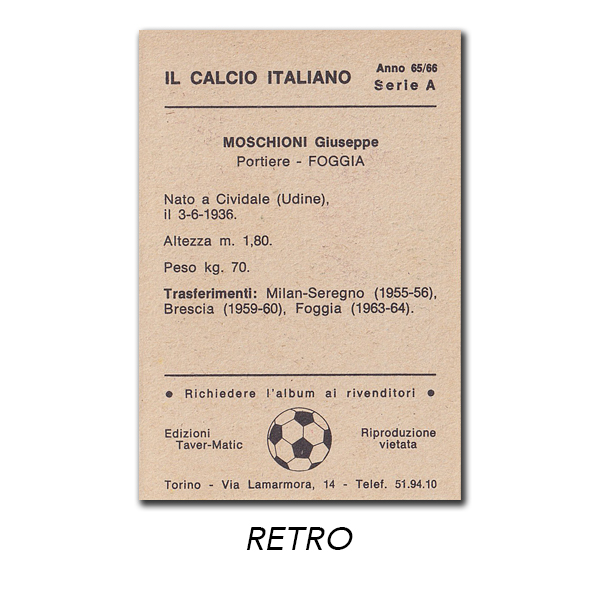 IL CALCIO ITALIANO
Anno 65/66
Serie A
MOSCHIONI Giuseppe
Portiere - FOGGIA
Nato a Cividale (Udine),
il 3-6-1936.
Altezza m. 1,80.
Peso kg. 70.
Trasferimenti: Milan-Seregno (1955-56),
Brescia (1959-60), Foggia (1963-64).
● Richiedere l'album ai rivenditori ●
Edizioni
Taver-Matic
Riproduzione
vietata
Torino - Via Lamarmora, 14 - Telef. 51.94.10
RETRO